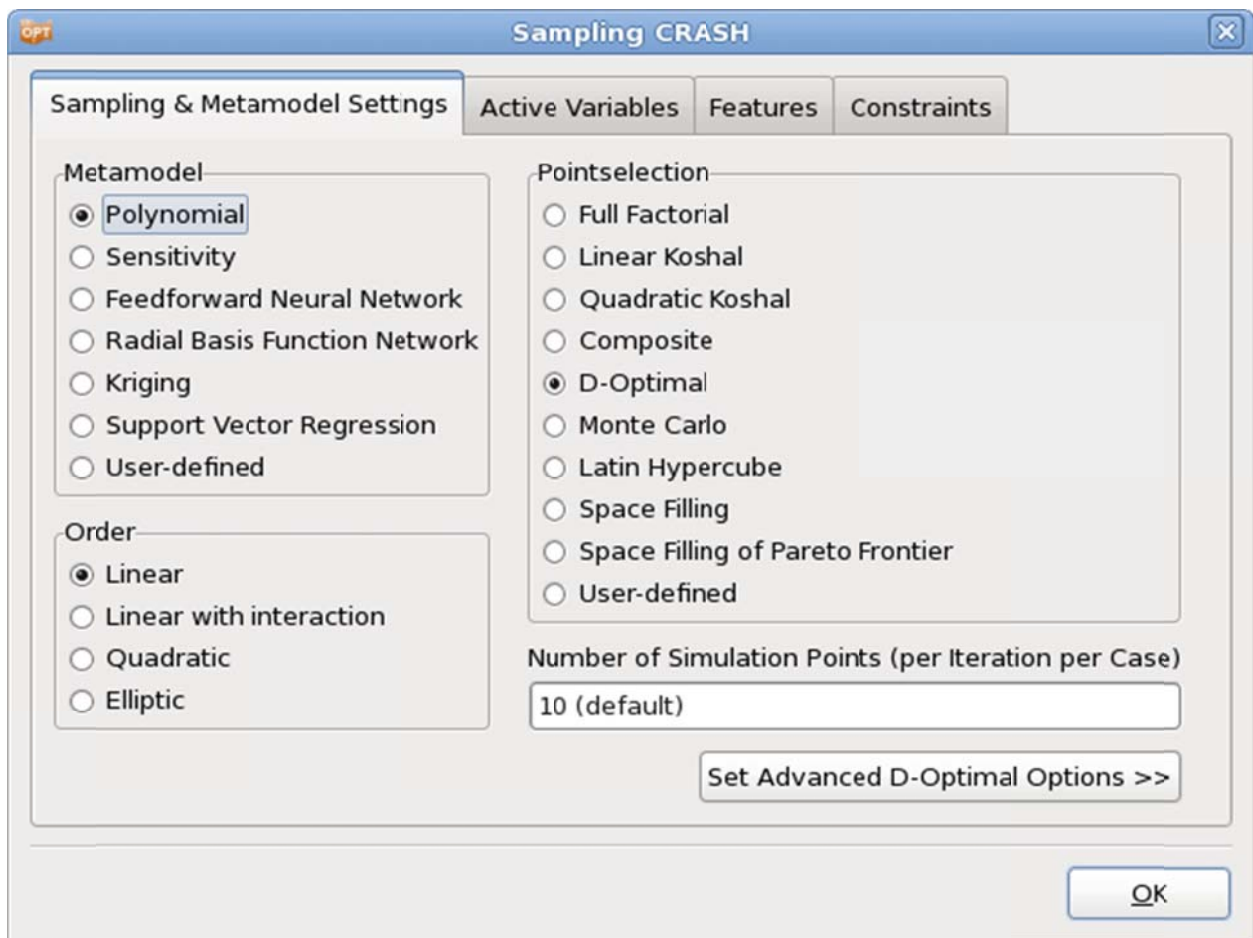 OPT
Sampling CRASH
Sampling & Metamodel Settings
Active Variables
Features
Constraints
Metamodel
Polynomial
Sensitivity
Feedforward Neural Network
Radial Basis Function Network
Kriging
Support Vector Regression
User-defined
Order
Linear
Linear with interaction
Quadratic
Elliptic
Pointselection
Full Factorial
Linear Koshal
Quadratic Koshal
Composite
D-Optimal
Monte Carlo
Latin Hypercube
Space Filling
Space Filling of Pareto Frontier
User-defined
Number of Simulation Points (per Iteration per Case)
10 (default)
Set Advanced D-Optimal Options >>
OK